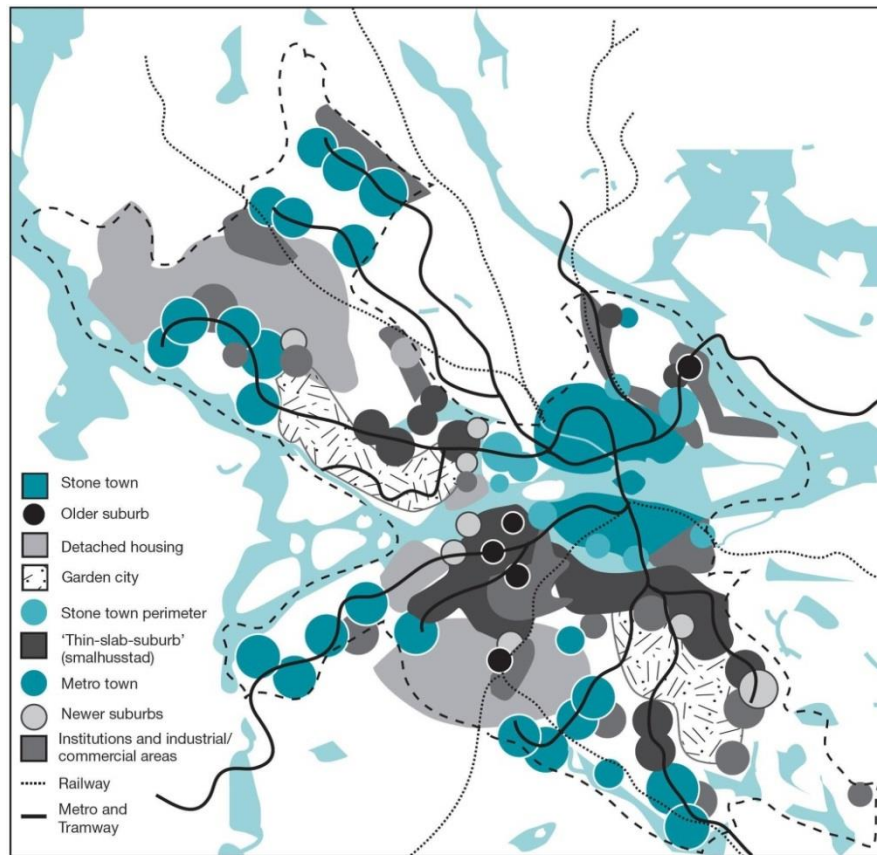 Stone town
Older suburb
Detached housing
Garden city
Stone town perimeter
‘Thin-slab-suburb’
(smalhusstad)
Metro town
Newer suburbs
Institutions and industrial/
commercial areas
Railway
Metro and
Tramway